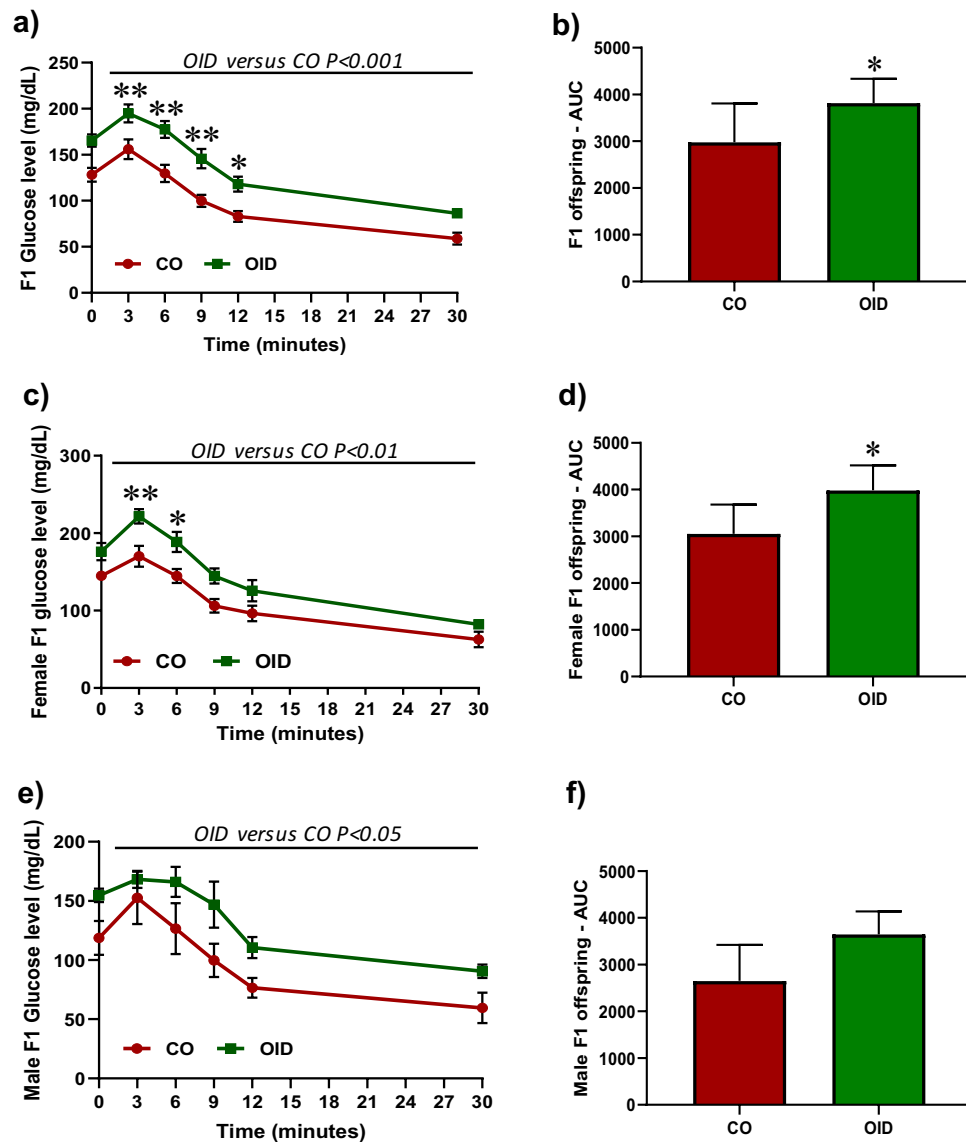 a)
OID versus CO P<0.001
F1 Glucose level (mg/dL)
250
200
150
100
50
0
**
**
**
*
CO OID
0 3 6 9 12 15 18 21 24 27 30
Time (minutes)
b)
F1 offspring - AUC
5000
4000
3000
2000
1000
0
*
CO OID
c)
OID versus CO P<0.01
Female F1 glucose level (mg/dL)
300
200
100
0
**
*
CO OID
0 3 6 9 12 15 18 21 24 27 30
Time (minutes)
d)
Female F1 offspring - AUC
5000
4000
3000
2000
1000
0
*
CO OID
e)
OID versus CO P<0.05
Male F1 Glucose level (mg/dL)
200
150
100
50
0
CO OID
0 3 6 9 12 15 18 21 24 27 30
Time (minutes)
f)
Male F1 offspring - AUC
5000
4000
3000
2000
1000
0
CO OID